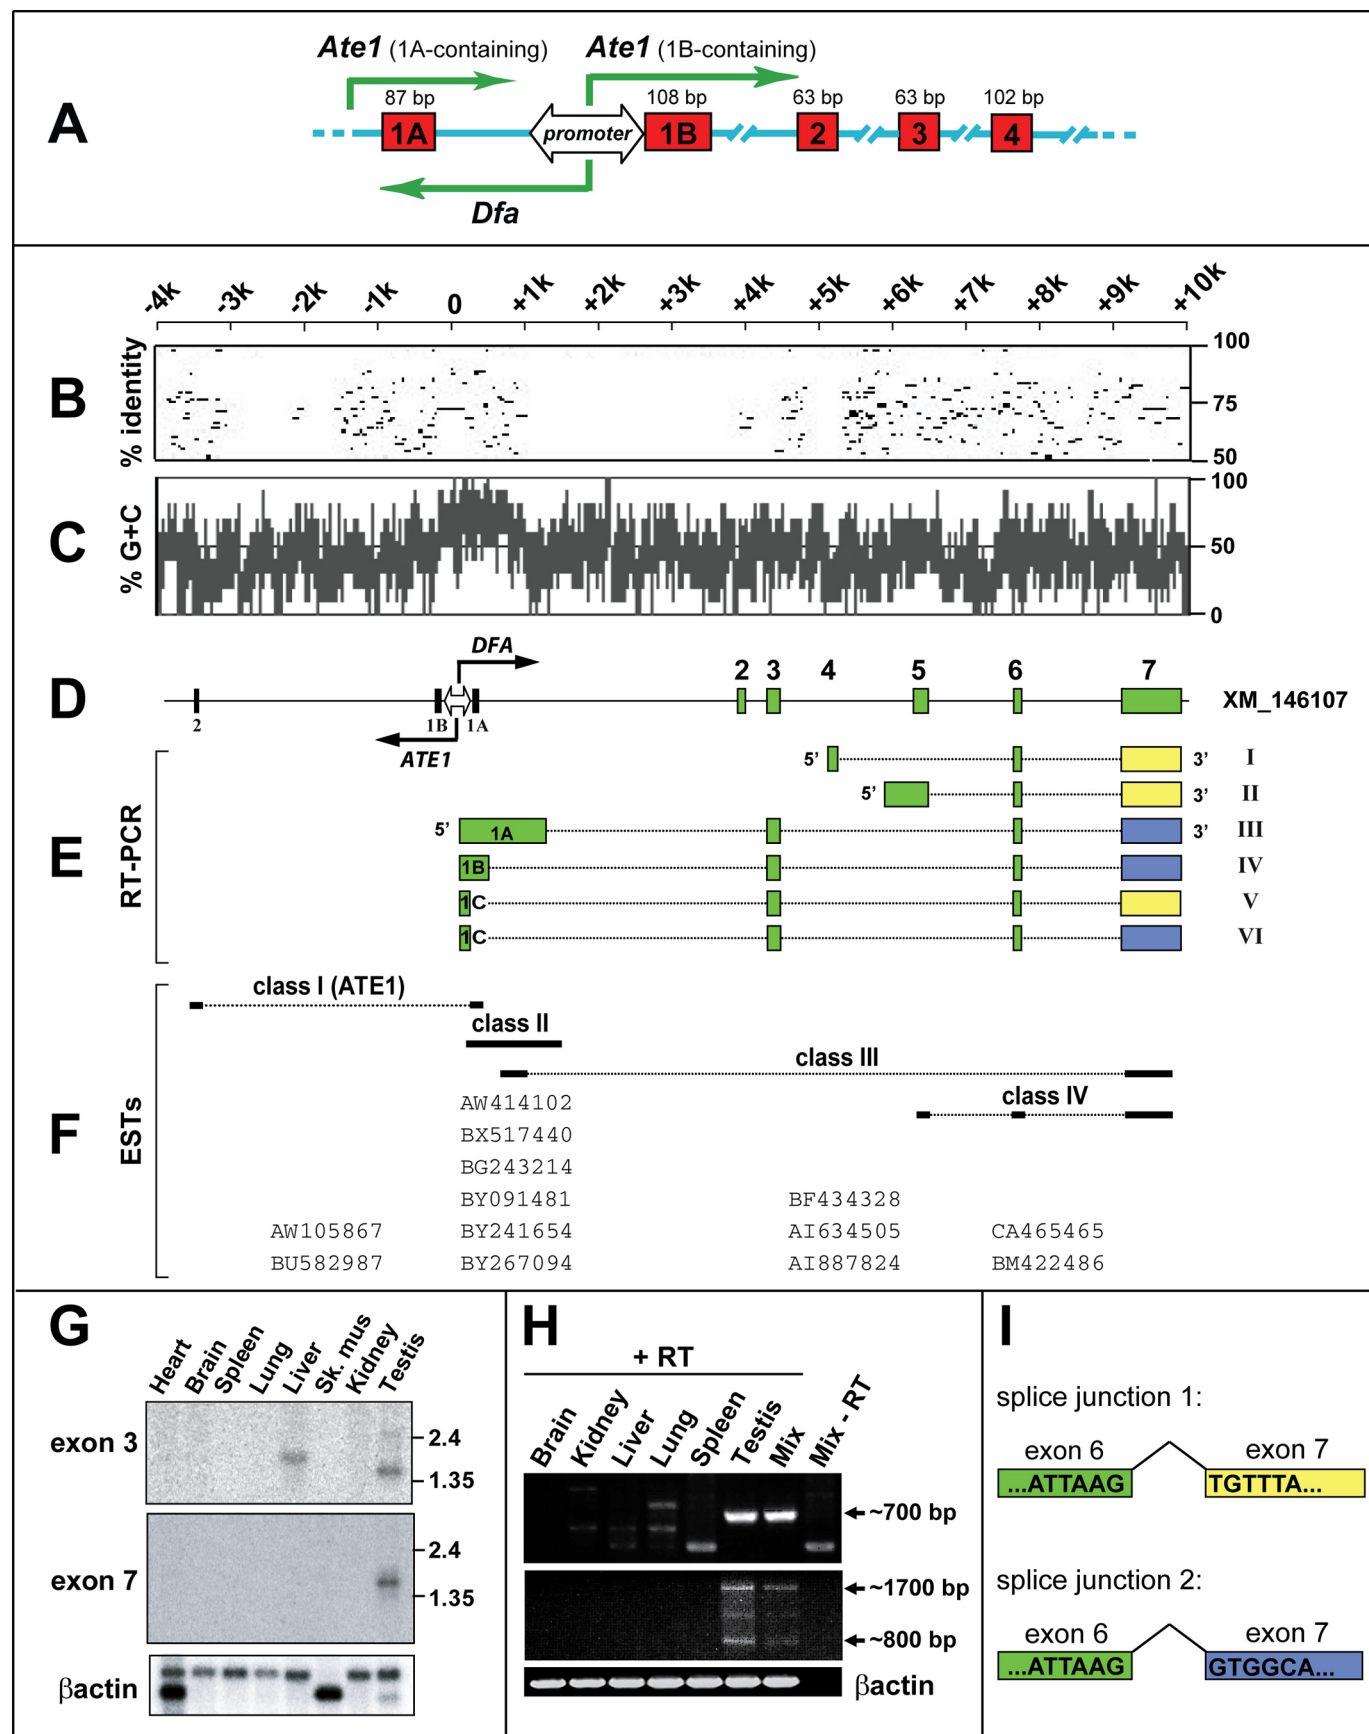 A
Ate1 (1A-containing)
Ate1 (1B-containing)
87 bp
108 bp
63 bp
63 bp
102 bp
1A
promoter
1B
2
3
4
Dfa
-4k -3k -2k -1k 0 +1k +2k +3k +4k +5k +6k +7k +8k +9k +10k
B
% identity
100
75
50
C
% G+C
100
50
0
D
DFA
2 3 4 5 6 7
XM_146107
2
1B
1A
ATE1
E
RT-PCR
5' 3' I
5' 3' II
5' 1A 3' III
1B IV
1C V
1C VI
F
ESTs
class I (ATE1)
class II
class III
class IV
AW414102
BX517440
BG243214
BY091481 BF434328
AW105867 BY241654 AI634505 CA465465
BU582987 BY267094 AI887824 BM422486
G
Heart Brain Spleen Lung Liver Sk. mus Kidney Testis
exon 3
2.4
1.35
exon 7
2.4
1.35
βactin
H
+ RT
Brain Kidney Liver Lung Spleen Testis Mix Mix - RT
~700 bp
~1700 bp
~800 bp
βactin
I
splice junction 1:
exon 6 exon 7
...ATTAAG TGTTTA...
splice junction 2:
exon 6 exon 7
...ATTAAG GTGGCA...